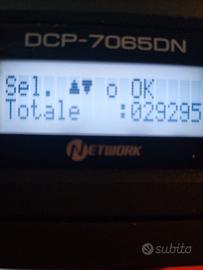 DCP-7065DN
Sel. ▲▼ o OK
Totale :029295
NETWORK
subito